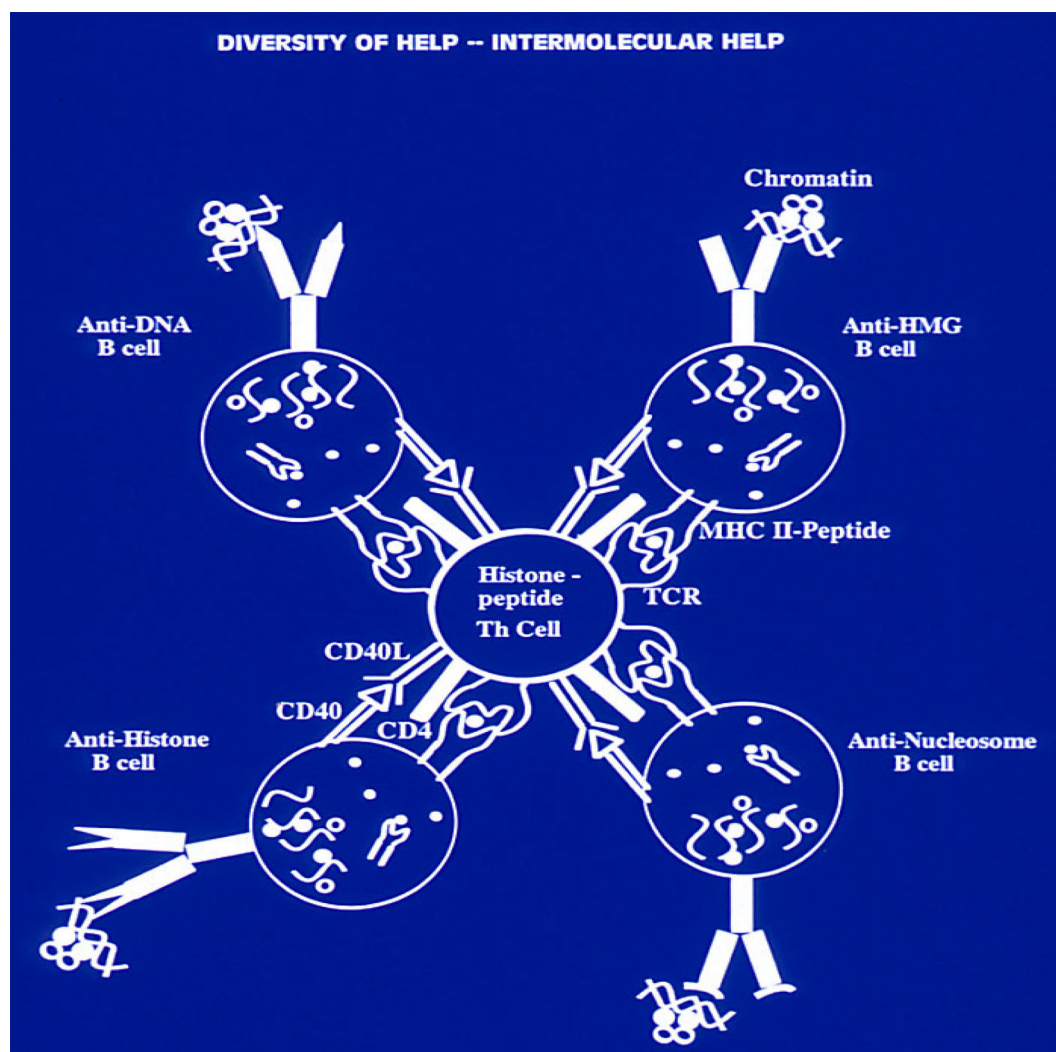 DIVERSITY OF HELP -- INTERMOLECULAR HELP
Chromatin
Anti-DNA
B cell
Anti-HMG
B cell
MHC II-Peptide
Histone -
peptide
Th Cell
TCR
CD40L
CD40
CD4
Anti-Histone
B cell
Anti-Nucleosome
B cell